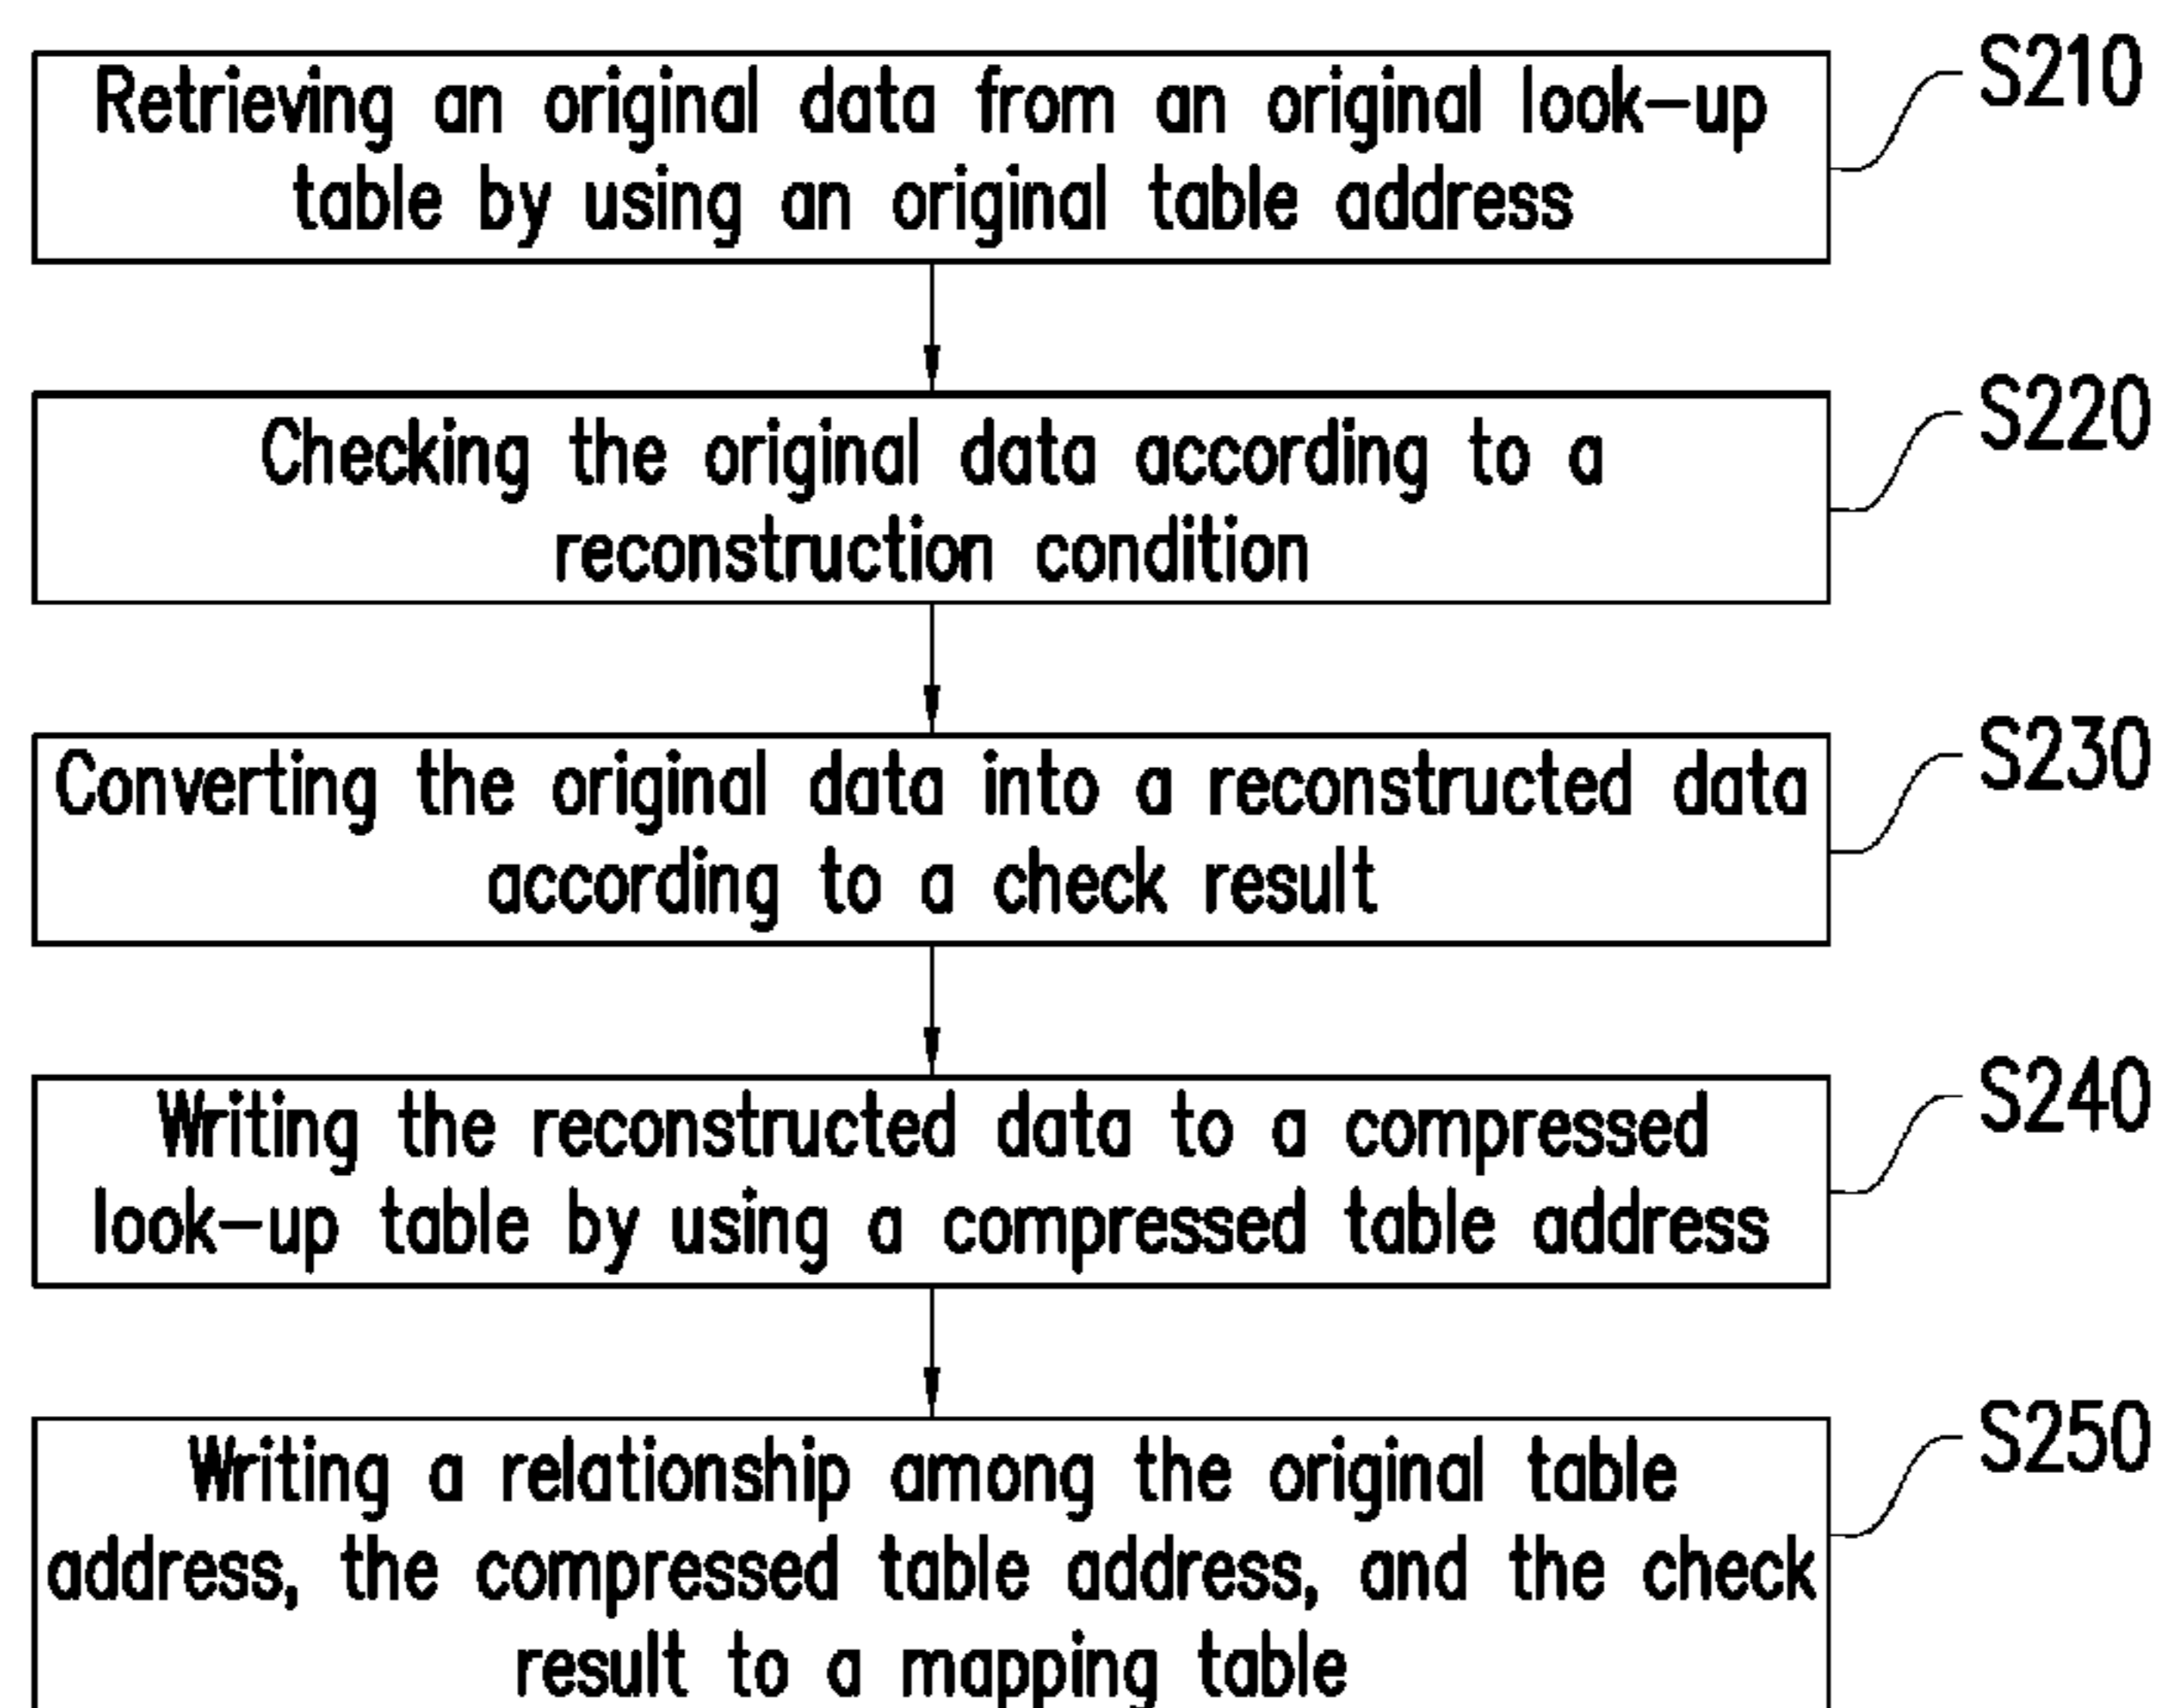 Retrieving an original data from an original look-up
table by using an original table address
S210
Checking the original data according to a
reconstruction condition
S220
Converting the original data into a reconstructed data
according to a check result
S230
Writing the reconstructed data to a compressed
look-up table by using a compressed table address
S240
Writing a relationship among the original table
address, the compressed table address, and the check
result to a mapping table
S250